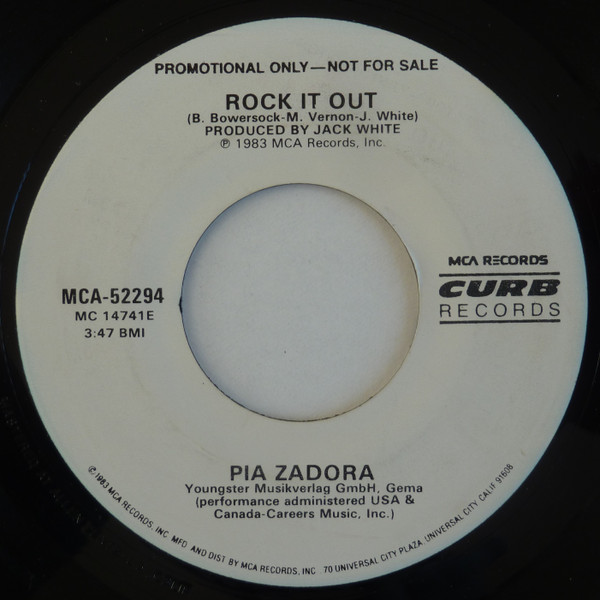 PROMOTIONAL ONLY—NOT FOR SALE
ROCK IT OUT
(B. Bowersock-M. Vernon-J. White)
PRODUCED BY JACK WHITE
℗ 1983 MCA Records, Inc.
MCA RECORDS
CURB
RECORDS
MCA-52294
MC 14741E
3:47 BMI
PIA ZADORA
Youngster Musikverlag GmbH, Gema
(performance administered USA &
Canada-Careers Music, Inc.)
©1983 MCA RECORDS, INC MFD AND DIST BY MCA RECORDS, INC 70 UNIVERSAL CITY PLAZA, UNIVERSAL CITY CALIF 91608